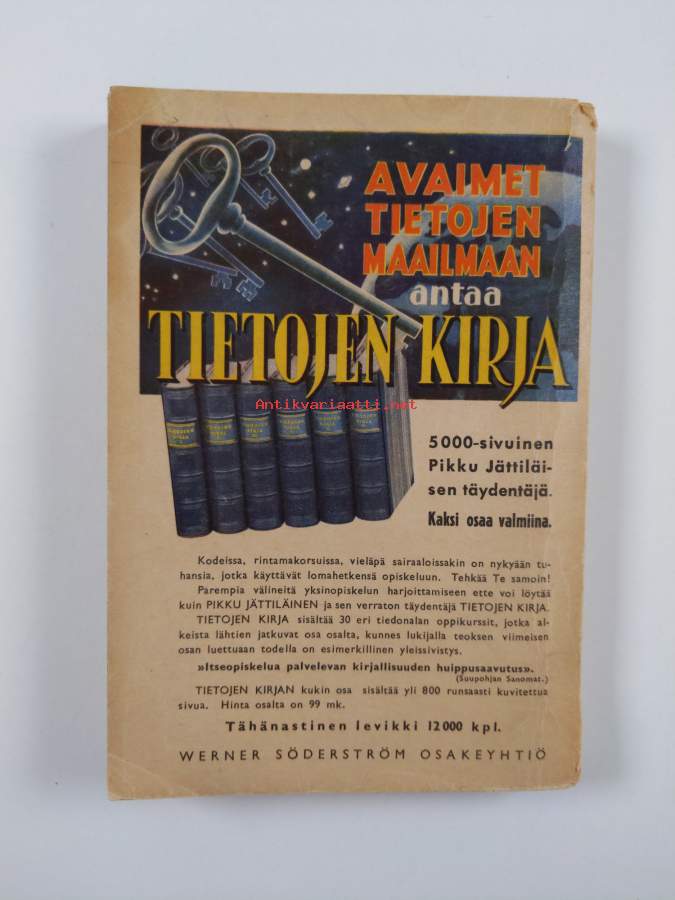 AVAIMET
TIETOJEN
MAAILMAAN
antaa
TIETOJEN KIRJA
Antikvariaatti.net
TIETOJEN KIRJA
5000-sivuinen
Pikku Jättiläi-
sen täydentäjä.
Kaksi osaa valmiina.
Kodeissa, rintamakorsuissa, vieläpä sairaaloissakin on nykyään tu-
hansia, jotka käyttävät lomahetkensä opiskeluun. Tehkää Te samoin!
Parempia välineitä yksinopiskelun harjoittamiseen ette voi löytää
kuin PIKKU JÄTTILÄINEN ja sen verraton täydentäjä TIETOJEN KIRJA.
TIETOJEN KIRJA sisältää 30 eri tiedonalan oppikurssit, jotka al-
keista lähtien jatkuvat osa osalta, kunnes lukijalla teoksen viimeisen
osan luettuaan todella on esimerkillinen yleissivistys.
»Itseopiskelua palvelevan kirjallisuuden huippusaavutus».
(Suupohjan Sanomat.)
TIETOJEN KIRJAN kukin osa sisältää yli 800 runsaasti kuvitettua
sivua. Hinta osalta on 99 mk.
Tähänastinen levikki 12000 kpl.
WERNER SÖDERSTRÖM OSAKEYHTIÖ